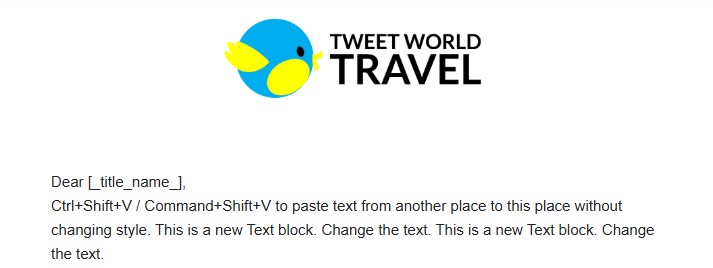 TWEET WORLD
TRAVEL
Dear [_title_name_],
Ctrl+Shift+V / Command+Shift+V to paste text from another place to this place without
changing style. This is a new Text block. Change the text. This is a new Text block. Change
the text.